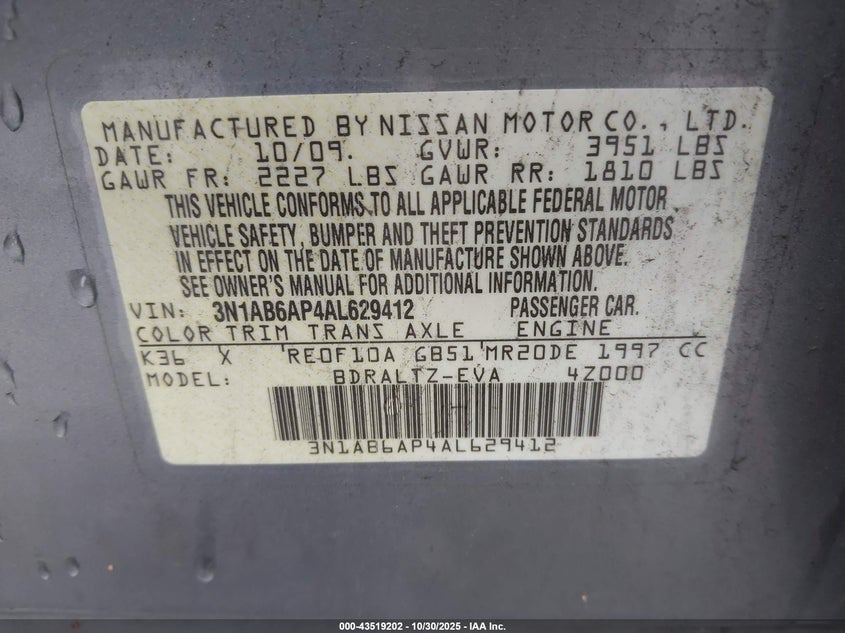 MANUFACTURED BY NISSAN MOTOR CO., LTD.
DATE: 10/09. GVWR: 3951 LBS
GAWR FR: 2227 LBS GAWR RR: 1810 LBS
THIS VEHICLE CONFORMS TO ALL APPLICABLE FEDERAL MOTOR
VEHICLE SAFETY, BUMPER AND THEFT PREVENTION STANDARDS
IN EFFECT ON THE DATE OF MANUFACTURE SHOWN ABOVE.
SEE OWNER'S MANUAL FOR ADDITIONAL INFORMATION.
VIN: 3N1AB6AP4AL629412 PASSENGER CAR.
COLOR TRIM TRANS AXLE ENGINE
K36 X RE0F10A GB51 MR20DE 1997 CC
MODEL: BDRALTZ-EVA 4Z000
3N1AB6AP4AL629412
000-43519202 - 10/30/2025 - IAA Inc.